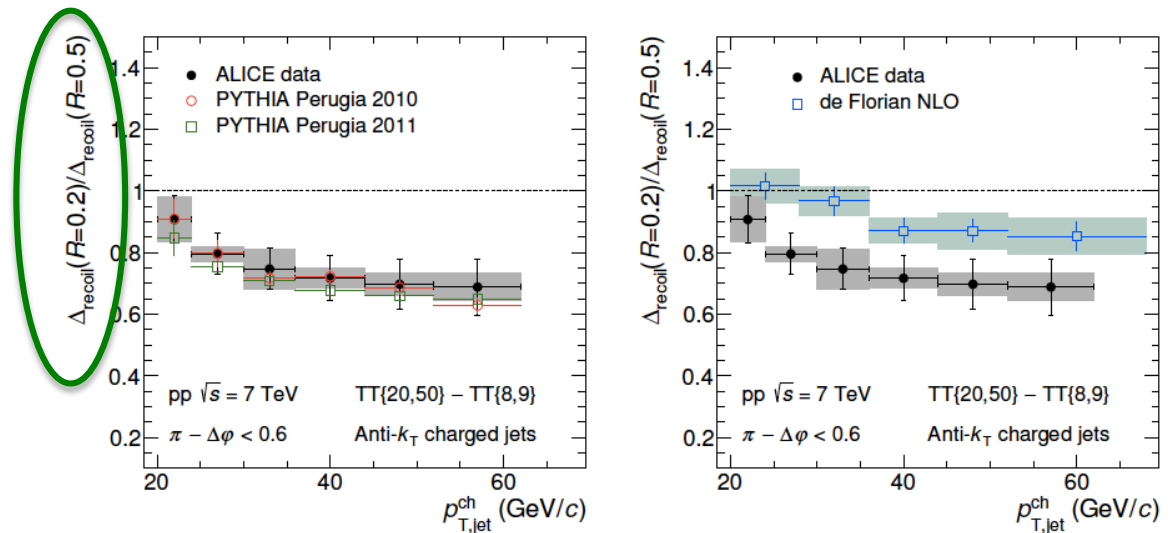 Δrecoil(R=0.2)/Δrecoil(R=0.5)
1.4
1.2
1
0.8
0.6
0.4
0.2
ALICE data
PYTHIA Perugia 2010
PYTHIA Perugia 2011
pp √s = 7 TeV
TT{20,50} − TT{8,9}
π − Δφ < 0.6
Anti-kT charged jets
20
40
60
p^ch_T,jet (GeV/c)
Δrecoil(R=0.2)/Δrecoil(R=0.5)
1.4
1.2
1
0.8
0.6
0.4
0.2
ALICE data
de Florian NLO
pp √s = 7 TeV
TT{20,50} − TT{8,9}
π − Δφ < 0.6
Anti-kT charged jets
20
40
60
p^ch_T,jet (GeV/c)